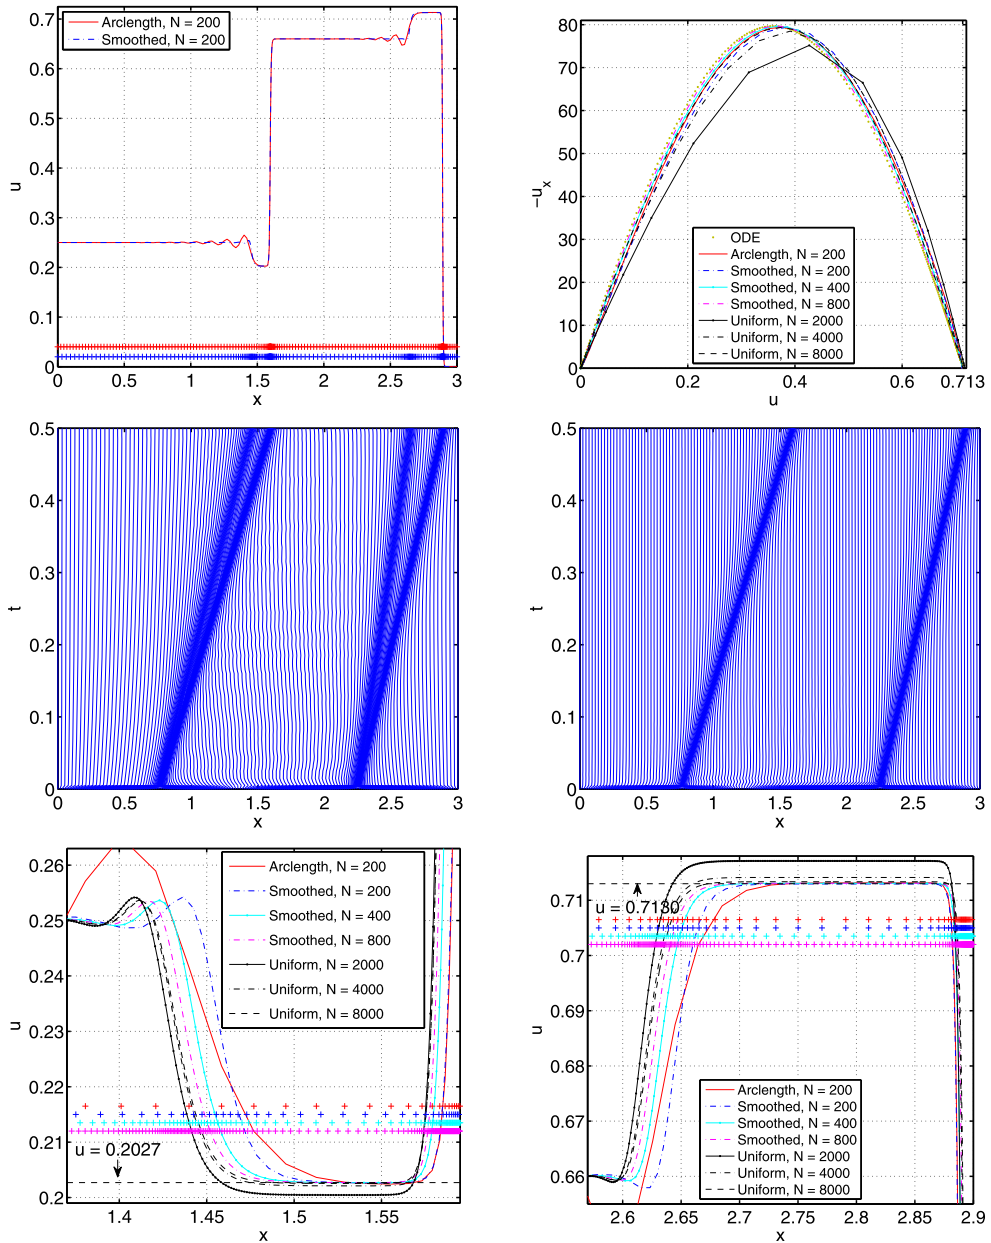 0.7
0.6
0.5
0.4
0.3
0.2
0.1
0
u
Arclength, N = 200
Smoothed, N = 200
0 0.5 1 1.5 2 2.5 3
x
80
70
60
50
40
30
20
10
0
−uₓ
ODE
Arclength, N = 200
Smoothed, N = 200
Smoothed, N = 400
Smoothed, N = 800
Uniform, N = 2000
Uniform, N = 4000
Uniform, N = 8000
0 0.2 0.4 0.6 0.713
u
0.5
0.4
0.3
0.2
0.1
0
t
0 0.5 1 1.5 2 2.5 3
x
0.5
0.4
0.3
0.2
0.1
0
t
0 0.5 1 1.5 2 2.5 3
x
0.26
0.25
0.24
0.23
0.22
0.21
0.2
u
Arclength, N = 200
Smoothed, N = 200
Smoothed, N = 400
Smoothed, N = 800
Uniform, N = 2000
Uniform, N = 4000
Uniform, N = 8000
u = 0.2027
1.4 1.45 1.5 1.55
x
0.71
0.7
0.69
0.68
0.67
0.66
u
u = 0.7130
Arclength, N = 200
Smoothed, N = 200
Smoothed, N = 400
Smoothed, N = 800
Uniform, N = 2000
Uniform, N = 4000
Uniform, N = 8000
2.6 2.65 2.7 2.75 2.8 2.85 2.9
x